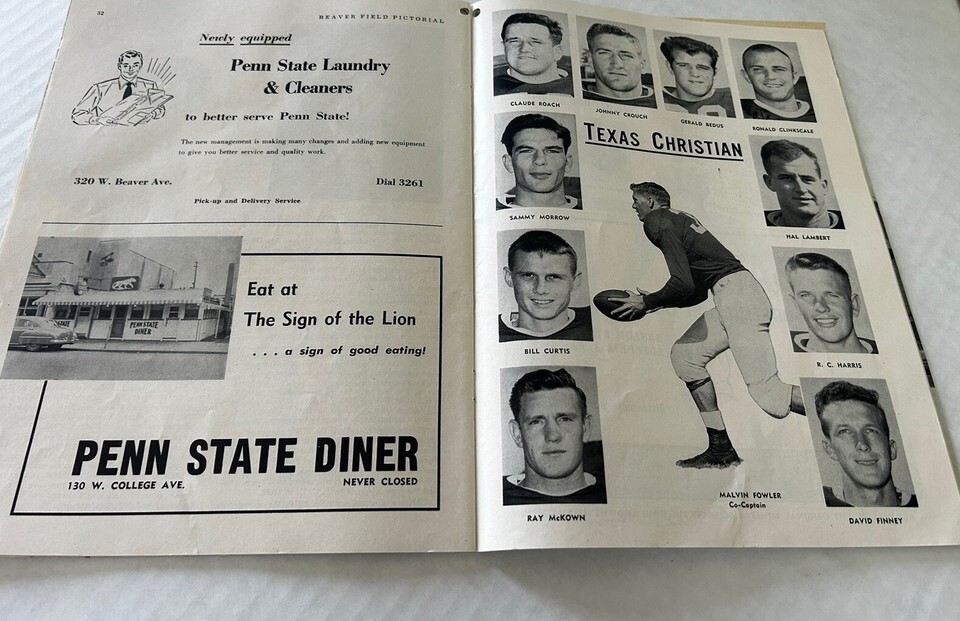 32
BEAVER FIELD PICTORIAL
Newly equipped
Penn State Laundry
& Cleaners
to better serve Penn State!
The new management is making many changes and adding new equipment
to give you better service and quality work.
320 W. Beaver Ave.
Dial 3261
Pick-up and Delivery Service
PENN STATE
DINER
Eat at
The Sign of the Lion
. . . a sign of good eating!
PENN STATE DINER
130 W. COLLEGE AVE.
NEVER CLOSED
CLAUDE ROACH
JOHNNY CROUCH
GERALD REDUS
RONALD CLINKSCALE
TEXAS CHRISTIAN
SAMMY MORROW
HAL LAMBERT
BILL CURTIS
R. C. HARRIS
RAY McKOWN
MALVIN FOWLER
Co-Captain
DAVID FINNEY